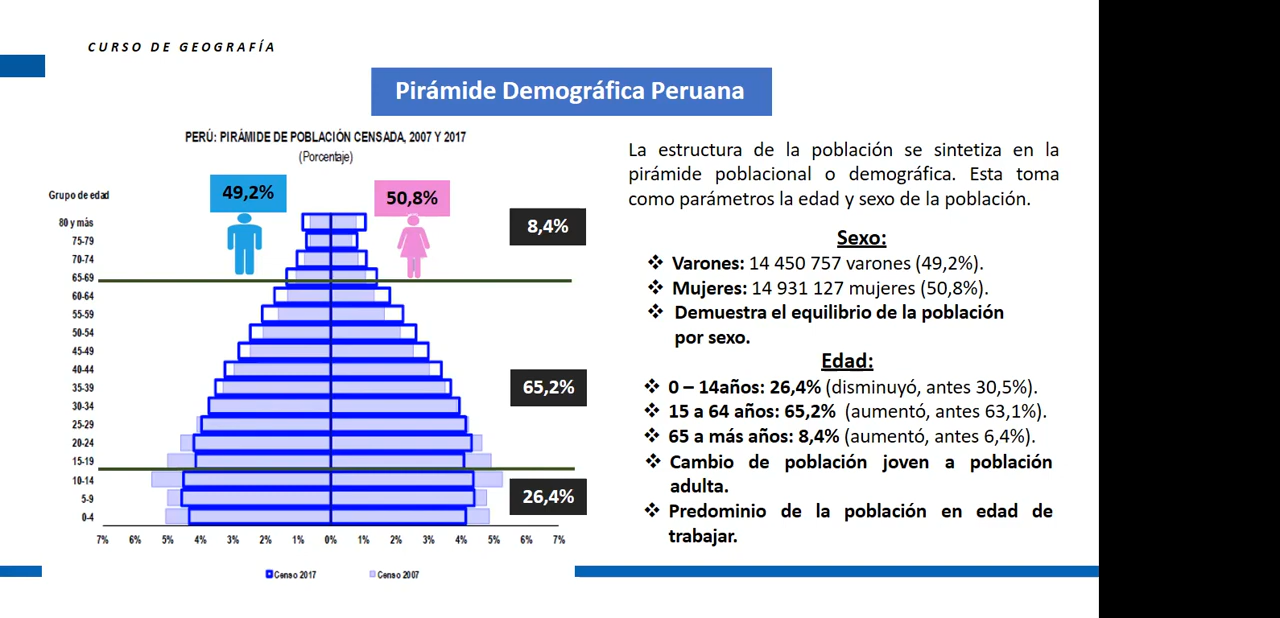 CURSO DE GEOGRAFÍA
Pirámide Demográfica Peruana
PERÚ: PIRÁMIDE DE POBLACIÓN CENSADA, 2007 Y 2017
(Porcentaje)
Grupo de edad
49,2%
50,8%
80 y más
75-79
70-74
65-69
60-64
55-59
50-54
45-49
40-44
35-39
30-34
25-29
20-24
15-19
10-14
5-9
0-4
8,4%
65,2%
26,4%
7% 6% 5% 4% 3% 2% 1% 0% 1% 2% 3% 4% 5% 6% 7%
Censo 2017 Censo 2007
La estructura de la población se sintetiza en la
pirámide poblacional o demográfica. Esta toma
como parámetros la edad y sexo de la población.
Sexo:
❖ Varones: 14 450 757 varones (49,2%).
❖ Mujeres: 14 931 127 mujeres (50,8%).
❖ Demuestra el equilibrio de la población
por sexo.
Edad:
❖ 0 – 14años: 26,4% (disminuyó, antes 30,5%).
❖ 15 a 64 años: 65,2% (aumentó, antes 63,1%).
❖ 65 a más años: 8,4% (aumentó, antes 6,4%).
❖ Cambio de población joven a población
adulta.
❖ Predominio de la población en edad de
trabajar.